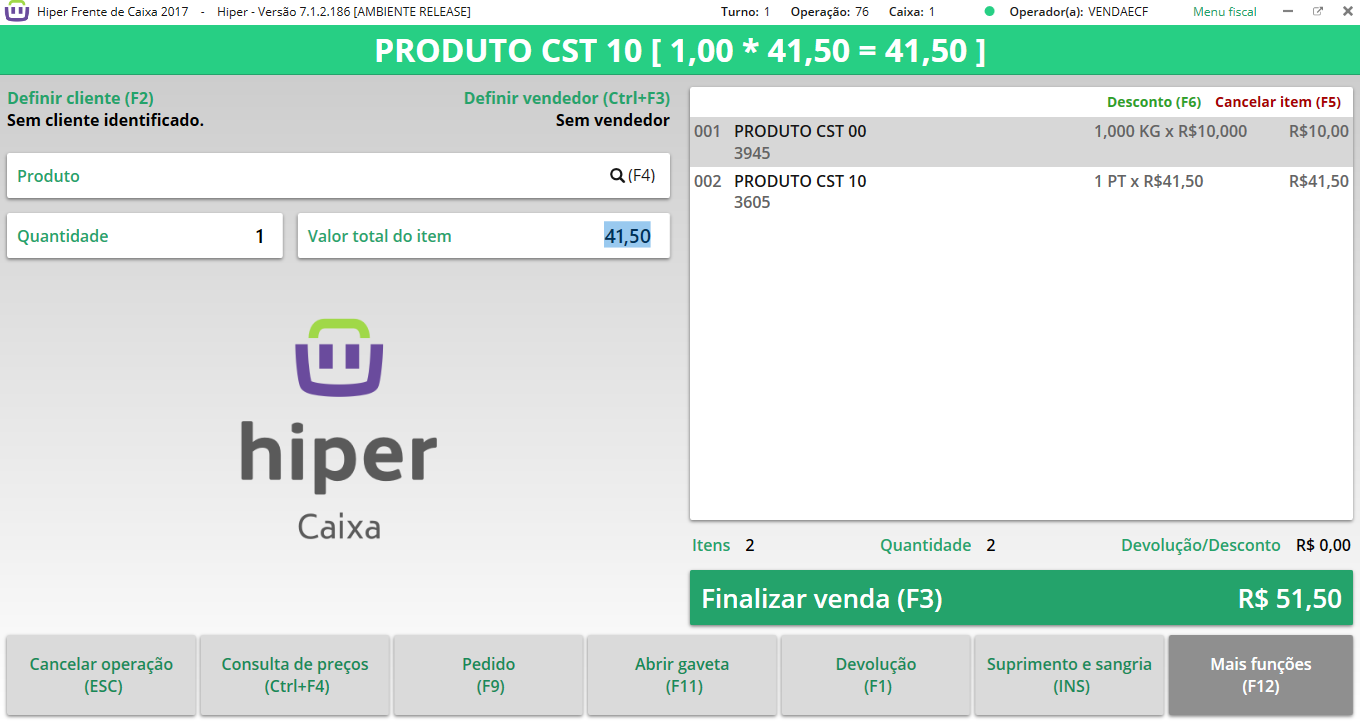 Hiper Frente de Caixa 2017 - Hiper - Versão 7.1.2.186 [AMBIENTE RELEASE] Turno: 1 Operação: 76 Caixa: 1 Operador(a): VENDAECF Menu fiscal
PRODUTO CST 10 [ 1,00 * 41,50 = 41,50 ]
Definir cliente (F2) Definir vendedor (Ctrl+F3)
Sem cliente identificado. Sem vendedor
Produto (F4)
Quantidade 1 Valor total do item 41,50
hiper
Caixa
Desconto (F6) Cancelar item (F5)
001 PRODUTO CST 00 1,000 KG x R$10,000 R$10,00
3945
002 PRODUTO CST 10 1 PT x R$41,50 R$41,50
3605
Itens 2 Quantidade 2 Devolução/Desconto R$ 0,00
Finalizar venda (F3) R$ 51,50
Cancelar operação Consulta de preços Pedido Abrir gaveta Devolução Suprimento e sangria Mais funções
(ESC) (Ctrl+F4) (F9) (F11) (F1) (INS) (F12)